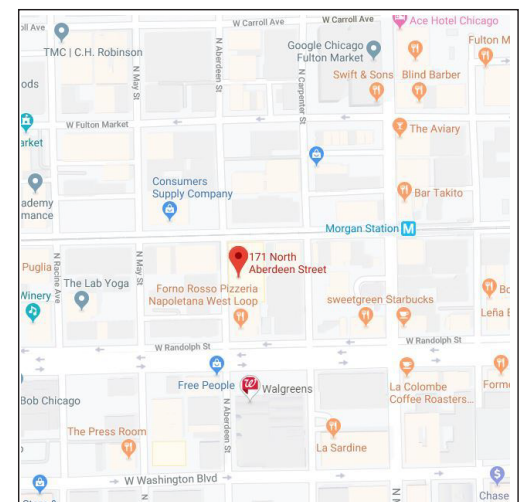 oll Ave
W Carroll Ave
W Carroll Ave
Ace Hotel Chicago
TMC | C.H. Robinson
N May St
N Aberdeen St
Google Chicago
Fulton Market
N Carpenter St
Fulton M
Swift & Sons
Blind Barber
ods
W Fulton Market
The Aviary
arket
Consumers
Supply Company
ademy
mance
Bar Takito
Morgan Station
M
171 North
Aberdeen Street
Puglia
N Racine Ave
N May St
The Lab Yoga
Forno Rosso Pizzeria
Napoletana West Loop
Winery
sweetgreen
Starbucks
Bo
Leña B
W Randolph St
W Randolph St
Free People
W
Walgreens
La Colombe
Coffee Roasters...
Forme
Bob Chicago
N Aberdeen St
The Press Room
La Sardine
W Washington Blvd
Chase
N
N